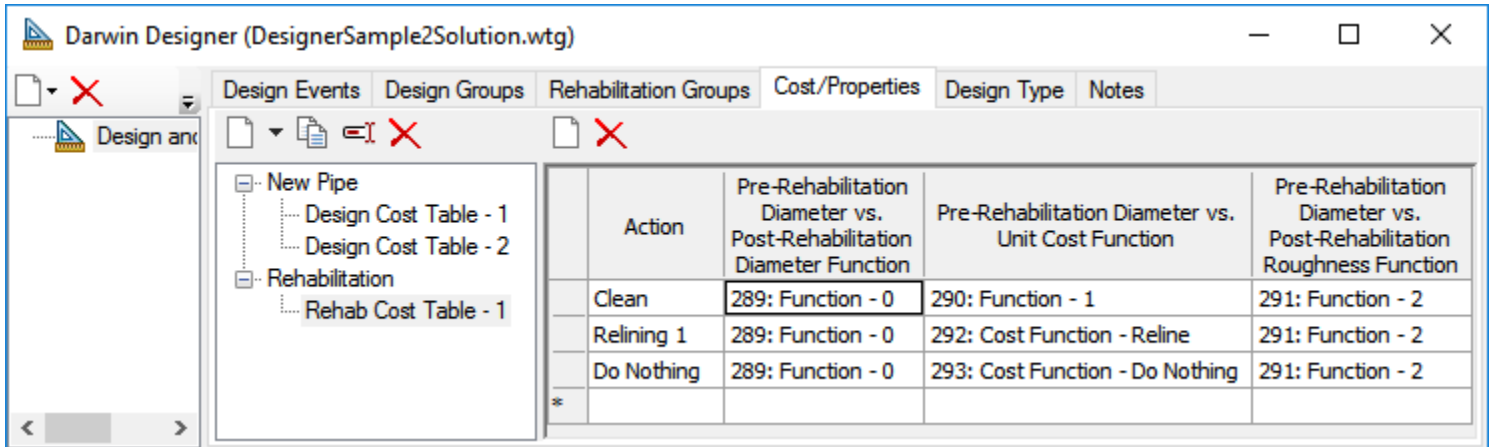 Darwin Designer (DesignerSample2Solution.wtg)
Design Events Design Groups Rehabilitation Groups Cost/Properties Design Type Notes
Design and
New Pipe
Design Cost Table - 1
Design Cost Table - 2
Rehabilitation
Rehab Cost Table - 1
Action
Pre-Rehabilitation
Diameter vs.
Post-Rehabilitation
Diameter Function
Pre-Rehabilitation Diameter vs.
Unit Cost Function
Pre-Rehabilitation
Diameter vs.
Post-Rehabilitation
Roughness Function
Clean 289: Function - 0 290: Function - 1 291: Function - 2
Relining 1 289: Function - 0 292: Cost Function - Reline 291: Function - 2
Do Nothing 289: Function - 0 293: Cost Function - Do Nothing 291: Function - 2
*